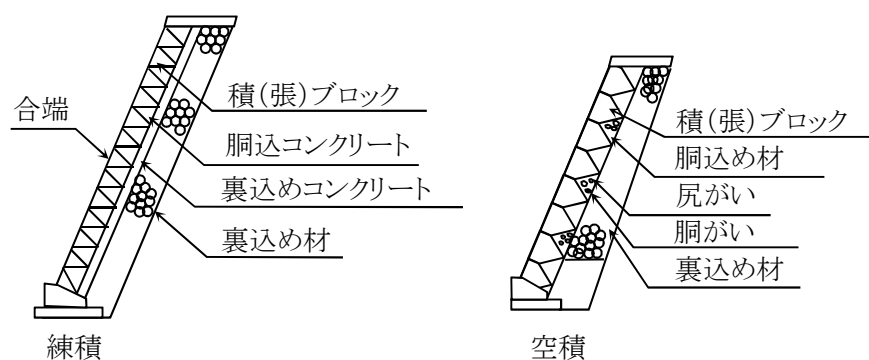 合端
積(張)ブロック
胴込コンクリート
裏込めコンクリート
裏込め材
練積
積(張)ブロック
胴込め材
尻がい
胴がい
裏込め材
空積